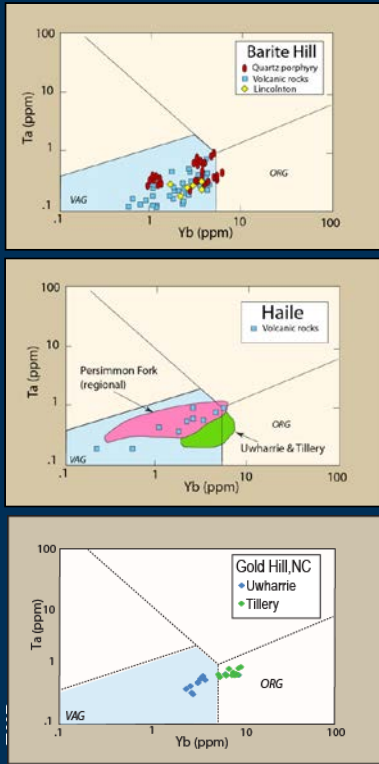 Barite Hill
Quartz porphyry
Volcanic rocks
Lincolnton
100
10
1
.1
Ta (ppm)
VAG
ORG
.1
1
10
100
Yb (ppm)
Haile
Volcanic rocks
Persimmon Fork
(regional)
Uwharrie & Tillery
100
10
1
.1
Ta (ppm)
VAG
ORG
.1
1
10
100
Yb (ppm)
Gold Hill,NC
Uwharrie
Tillery
100
10
1
.1
Ta (ppm)
VAG
ORG
.1
1
10
100
Yb (ppm)